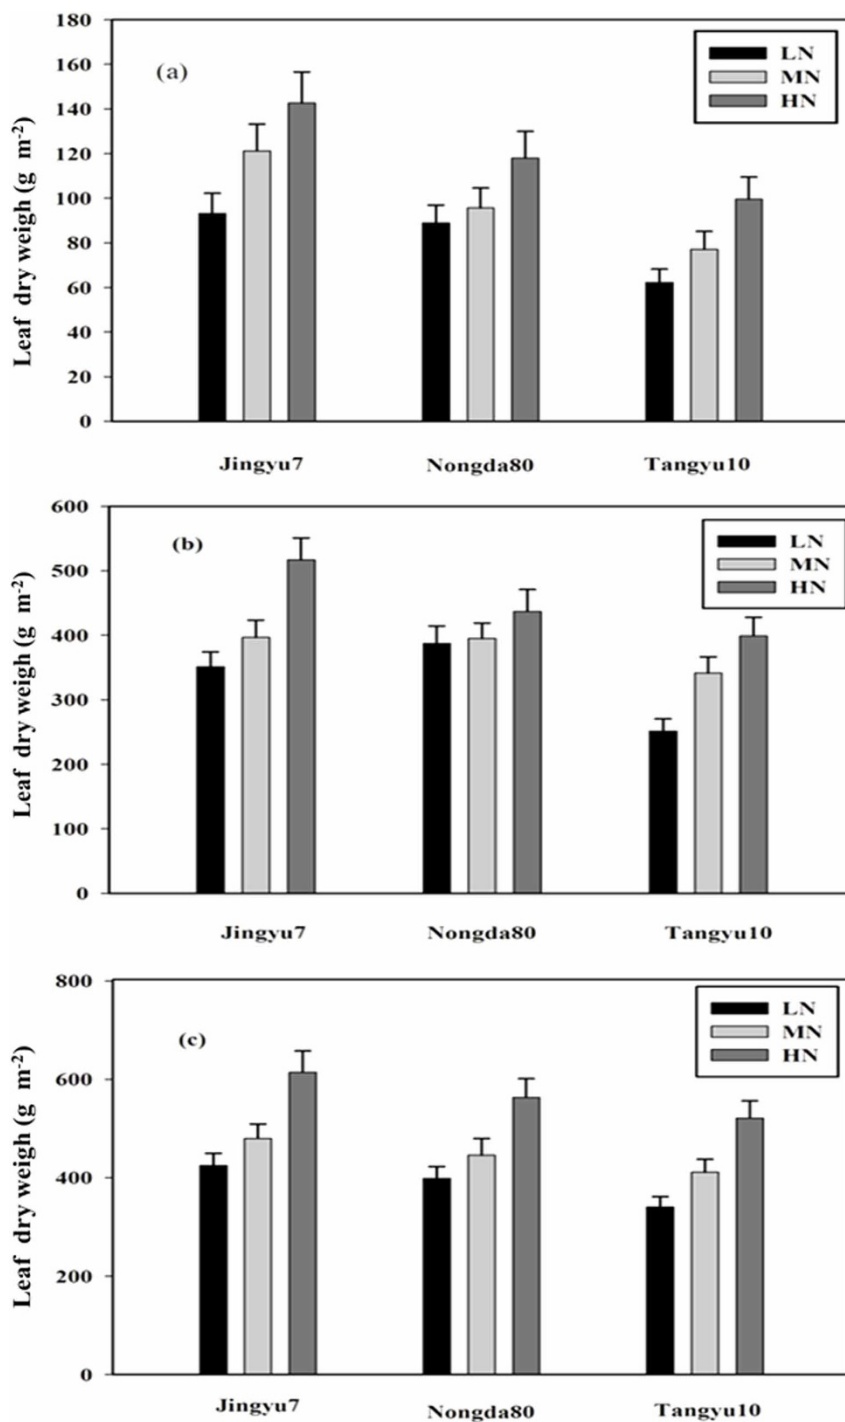 180
160
140
120
100
80
60
40
20
0
Leaf dry weigh (g m-2)
(a)
LN
MN
HN
Jingyu7 Nongda80 Tangyu10
600
500
400
300
200
100
0
Leaf dry weigh (g m-2)
(b)
LN
MN
HN
Jingyu7 Nongda80 Tangyu10
800
600
400
200
0
Leaf dry weigh (g m-2)
(c)
LN
MN
HN
Jingyu7 Nongda80 Tangyu10